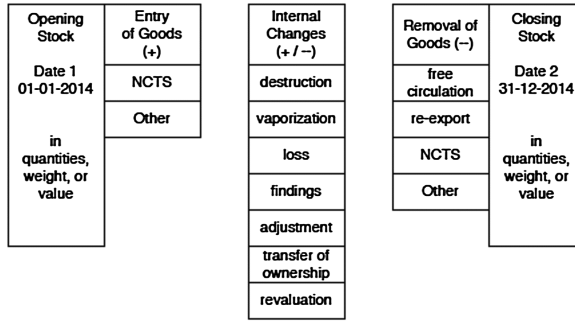 Opening
Stock
Date 1
01-01-2014
in
quantities,
weight, or
value
Entry
of Goods
(+)
NCTS
Other
Internal
Changes
(+ / --)
destruction
vaporization
loss
findings
adjustment
transfer of
ownership
revaluation
Removal of
Goods (--)
free
circulation
re-export
NCTS
Other
Closing
Stock
Date 2
31-12-2014
in
quantities,
weight, or
value